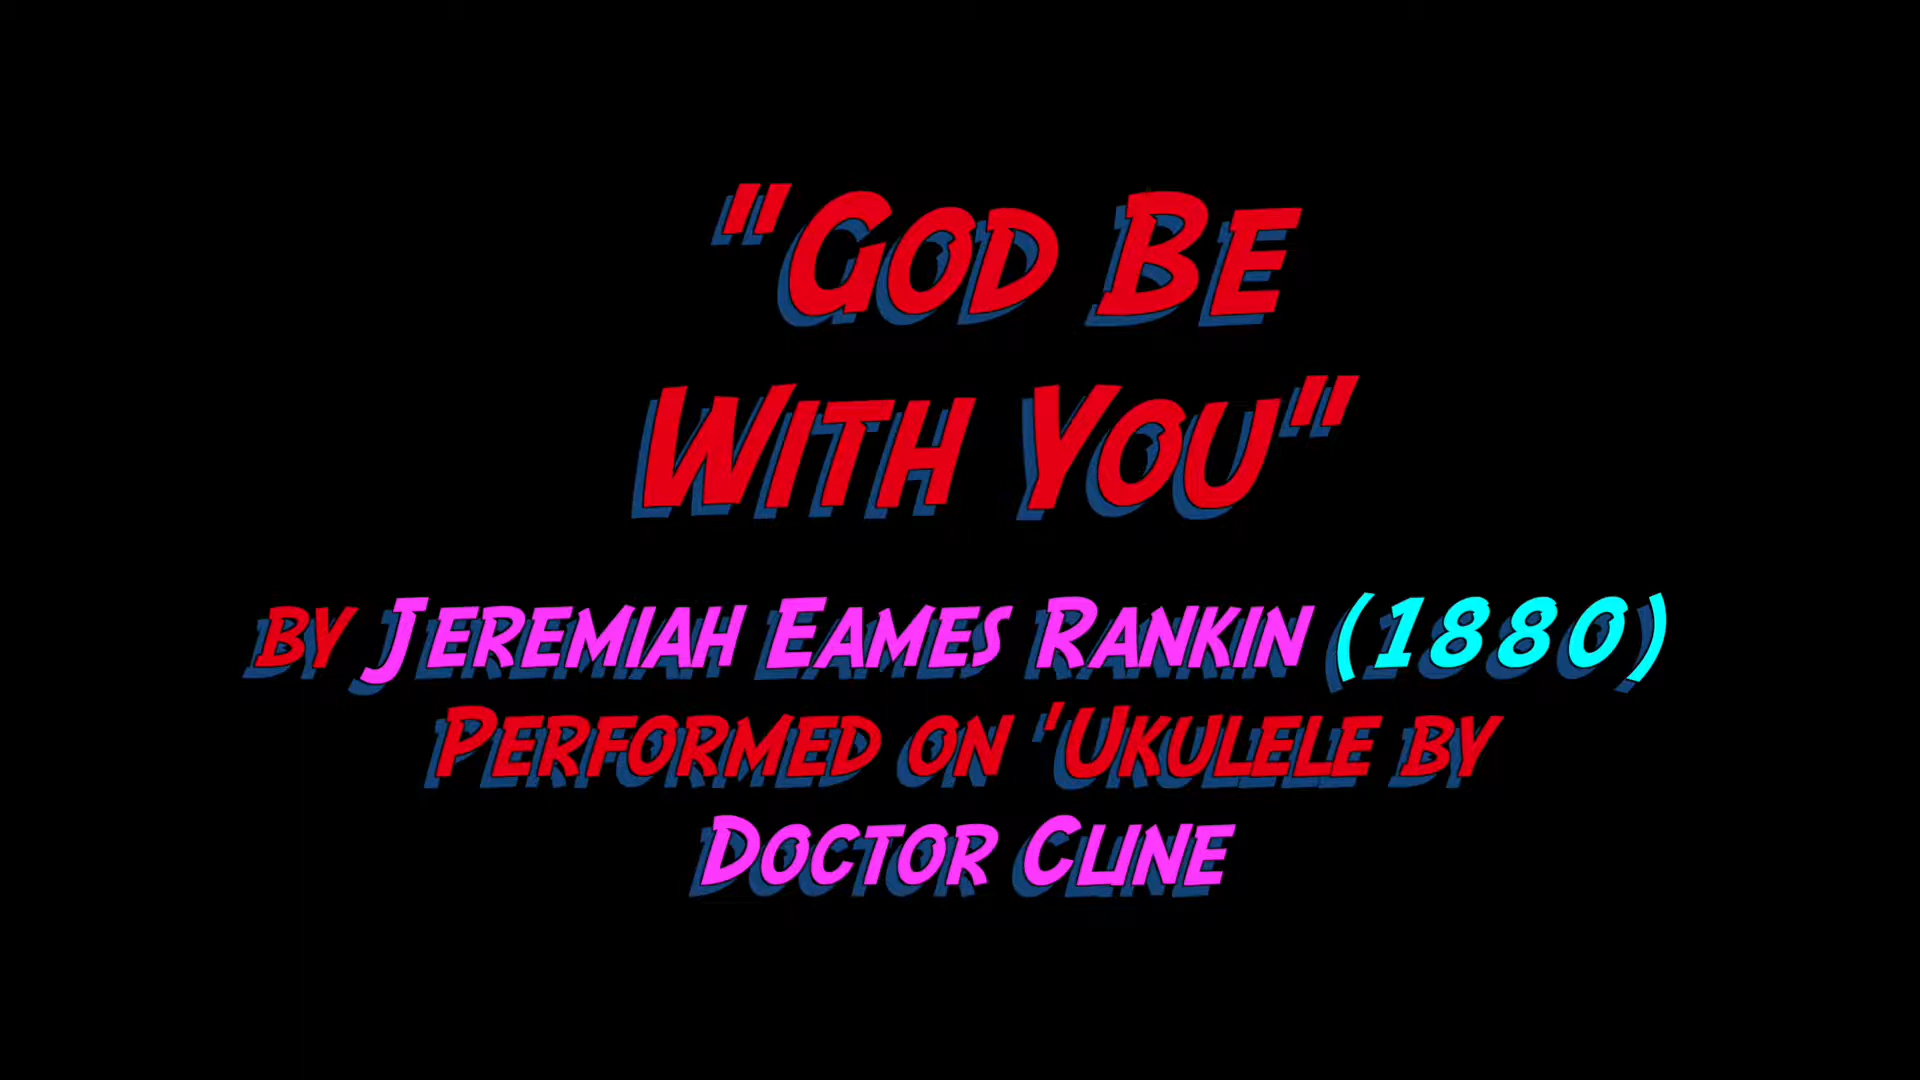 "God Be
With You"
by Jeremiah Eames Rankin (1880)
Performed on 'Ukulele by
Doctor Cline